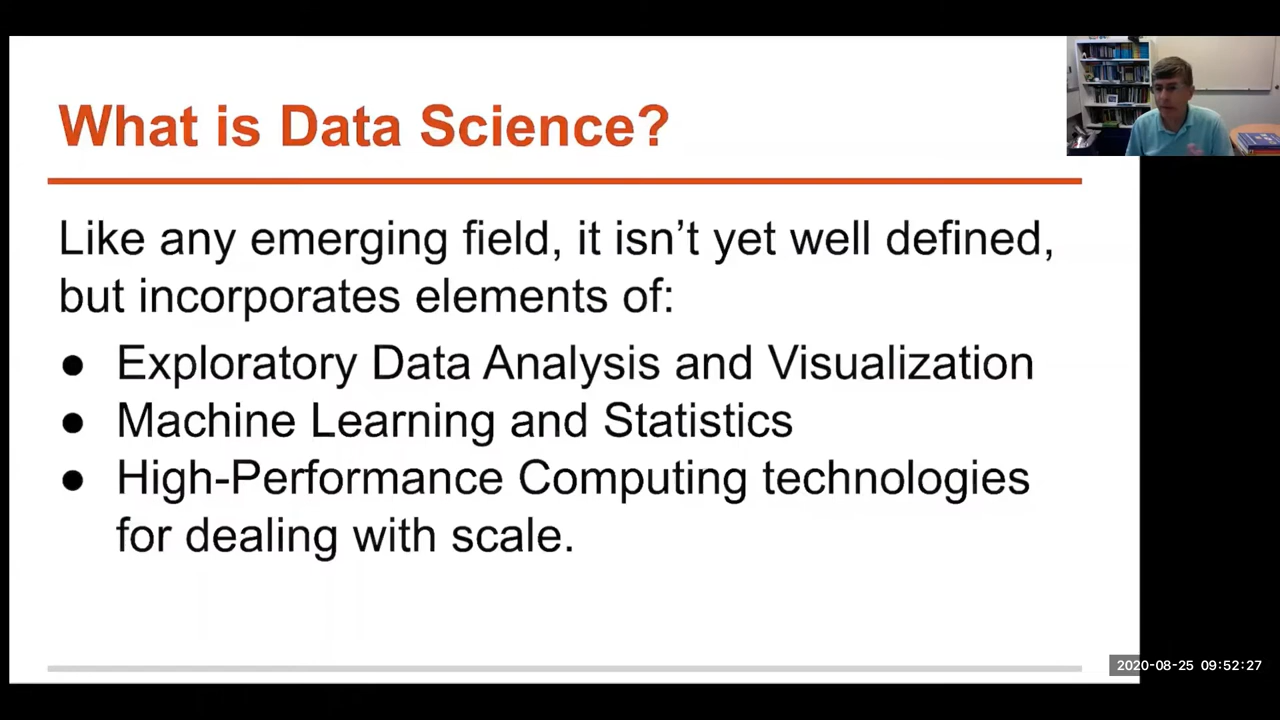 What is Data Science?
Like any emerging field, it isn’t yet well defined,
but incorporates elements of:
● Exploratory Data Analysis and Visualization
● Machine Learning and Statistics
● High-Performance Computing technologies
for dealing with scale.
2020-08-25 09:52:27